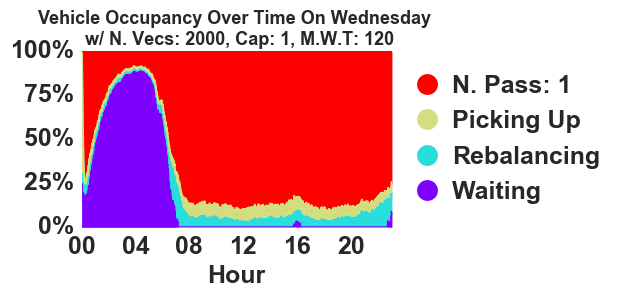 Vehicle Occupancy Over Time On Wednesday
w/ N. Vecs: 2000, Cap: 1, M.W.T: 120
100%
75%
50%
25%
0%
00 04 08 12 16 20
Hour
N. Pass: 1
Picking Up
Rebalancing
Waiting